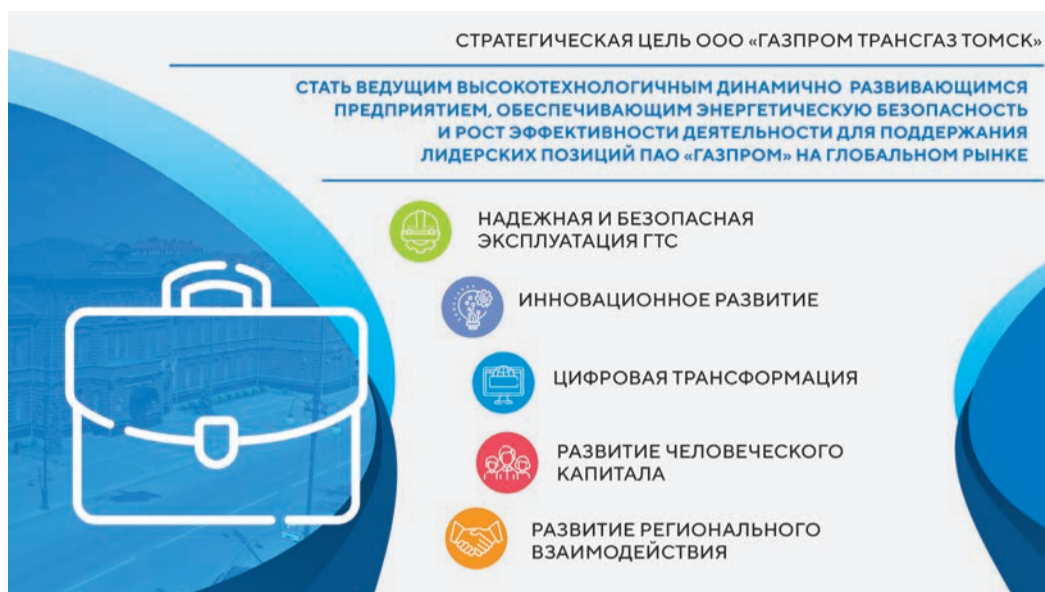 СТРАТЕГИЧЕСКАЯ ЦЕЛЬ ООО «ГАЗПРОМ ТРАНСГАЗ ТОМСК»
СТАТЬ ВЕДУЩИМ ВЫСОКОТЕХНОЛОГИЧНЫМ ДИНАМИЧНО РАЗВИВАЮЩИМСЯ
ПРЕДПРИЯТИЕМ, ОБЕСПЕЧИВАЮЩИМ ЭНЕРГЕТИЧЕСКУЮ БЕЗОПАСНОСТЬ
И РОСТ ЭФФЕКТИВНОСТИ ДЕЯТЕЛЬНОСТИ ДЛЯ ПОДДЕРЖАНИЯ
ЛИДЕРСКИХ ПОЗИЦИЙ ПАО «ГАЗПРОМ» НА ГЛОБАЛЬНОМ РЫНКЕ
НАДЕЖНАЯ И БЕЗОПАСНАЯ
ЭКСПЛУАТАЦИЯ ГТС
ИННОВАЦИОННОЕ РАЗВИТИЕ
ЦИФРОВАЯ ТРАНСФОРМАЦИЯ
РАЗВИТИЕ ЧЕЛОВЕЧЕСКОГО
КАПИТАЛА
РАЗВИТИЕ РЕГИОНАЛЬНОГО
ВЗАИМОДЕЙСТВИЯ